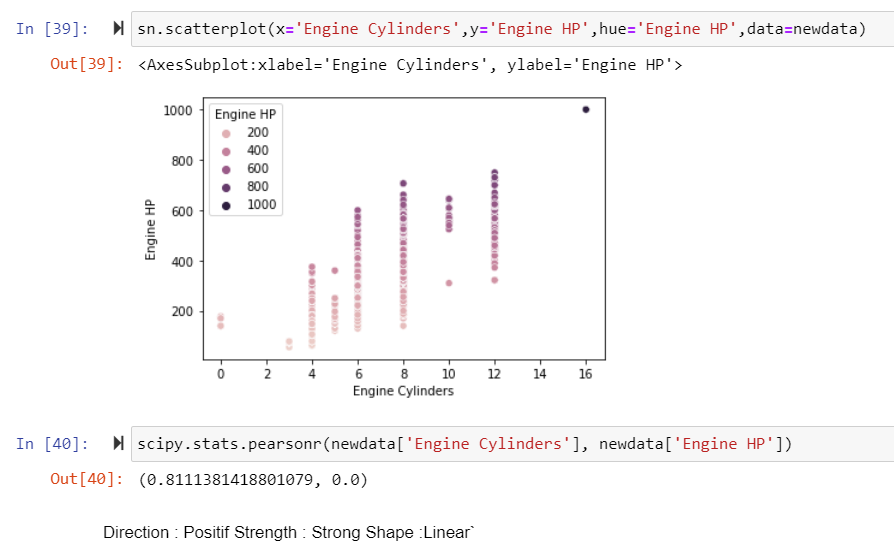 In [39]: sn.scatterplot(x='Engine Cylinders',y='Engine HP',hue='Engine HP',data=newdata)
Out[39]: <AxesSubplot:xlabel='Engine Cylinders', ylabel='Engine HP'>
Engine HP
200
400
600
800
1000
1000
800
600
400
200
Engine HP
0 2 4 6 8 10 12 14 16
Engine Cylinders
In [40]: scipy.stats.pearsonr(newdata['Engine Cylinders'], newdata['Engine HP'])
Out[40]: (0.8111381418801079, 0.0)
Direction : Positif Strength : Strong Shape :Linear`